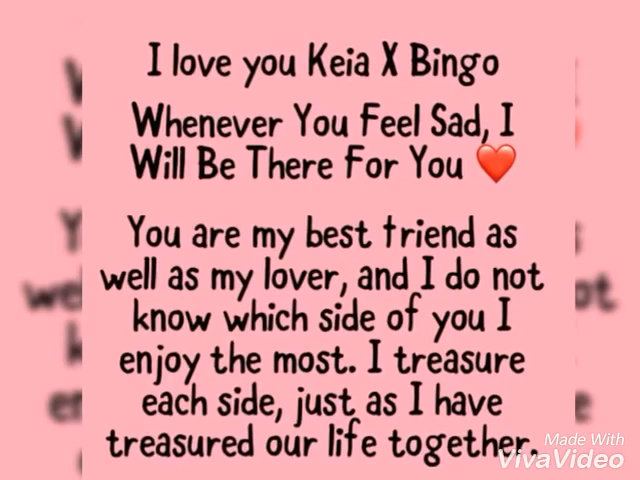 I love you Keia X Bingo
Whenever You Feel Sad, I
Will Be There For You ❤️
You are my best friend as
well as my lover, and I do not
know which side of you I
enjoy the most. I treasure
each side, just as I have
treasured our life together.
Made With
VivaVideo